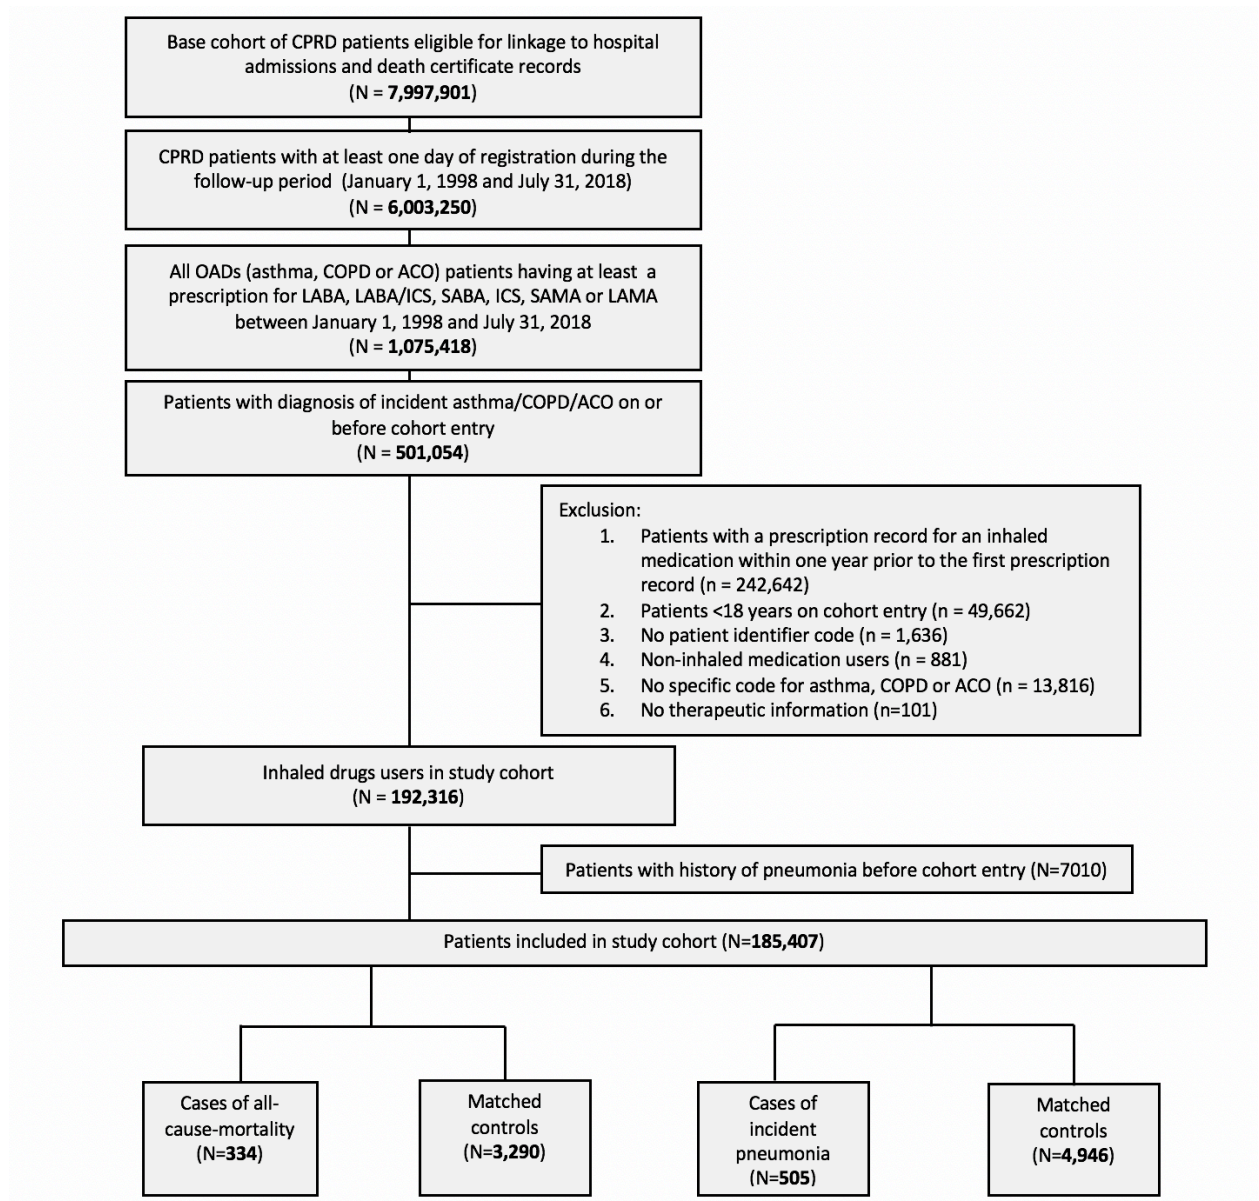 Base cohort of CPRD patients eligible for linkage to hospital
admissions and death certificate records
(N = 7,997,901)
CPRD patients with at least one day of registration during the
follow-up period (January 1, 1998 and July 31, 2018)
(N = 6,003,250)
All OADs (asthma, COPD or ACO) patients having at least a
prescription for LABA, LABA/ICS, SABA, ICS, SAMA or LAMA
between January 1, 1998 and July 31, 2018
(N = 1,075,418)
Patients with diagnosis of incident asthma/COPD/ACO on or
before cohort entry
(N = 501,054)
Exclusion:
1. Patients with a prescription record for an inhaled
medication within one year prior to the first prescription
record (n = 242,642)
2. Patients <18 years on cohort entry (n = 49,662)
3. No patient identifier code (n = 1,636)
4. Non-inhaled medication users (n = 881)
5. No specific code for asthma, COPD or ACO (n = 13,816)
6. No therapeutic information (n=101)
Inhaled drugs users in study cohort
(N = 192,316)
Patients with history of pneumonia before cohort entry (N=7010)
Patients included in study cohort (N=185,407)
Cases of all-
cause-mortality
(N=334)
Matched
controls
(N=3,290)
Cases of
incident
pneumonia
(N=505)
Matched
controls
(N=4,946)